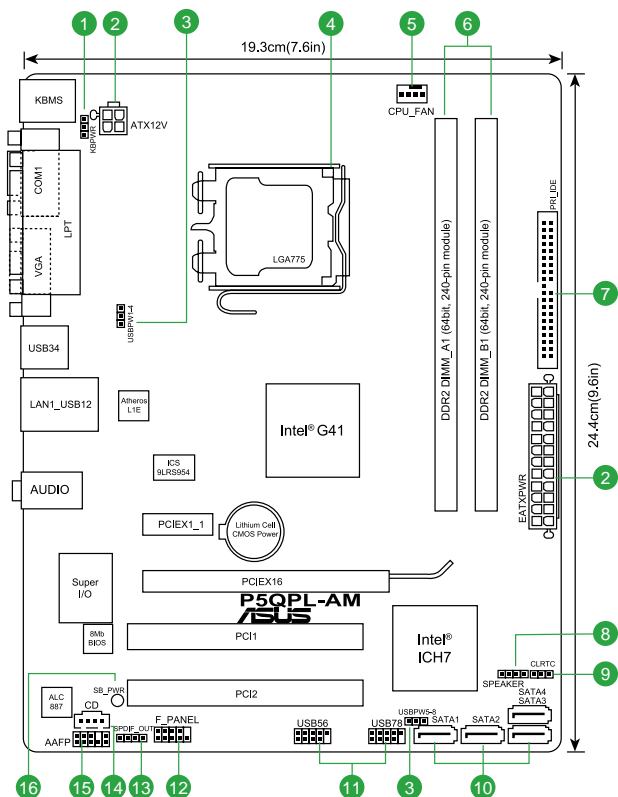 1
2
3
4
5
6
19.3cm(7.6in)
KBMS
KBPWR
ATX12V
CPU_FAN
COM1
LPT
VGA
LGA775
DDR2 DIMM_A1 (64bit, 240-pin module)
DDR2 DIMM_B1 (64bit, 240-pin module)
PRI_IDE
7
USBPW1-4
USB34
LAN1_USB12
Atheros
L1E
Intel® G41
24.4cm(9.6in)
ICS
9LRS954
AUDIO
EATXPWR
2
PCIEX1_1
Lithium Cell
CMOS Power
Super
I/O
PCIEX16
P5QPL-AM
ASUS
8Mb
BIOS
PCI1
Intel®
ICH7
8
SPEAKER
CLRTC
9
ALC
887
SB_PWR
PCI2
SATA4
SATA3
CD
AAFP
SPDIF_OUT
F_PANEL
USB56
USB78
USBPW5-8
SATA1
SATA2
16
15
14
13
12
11
3
10